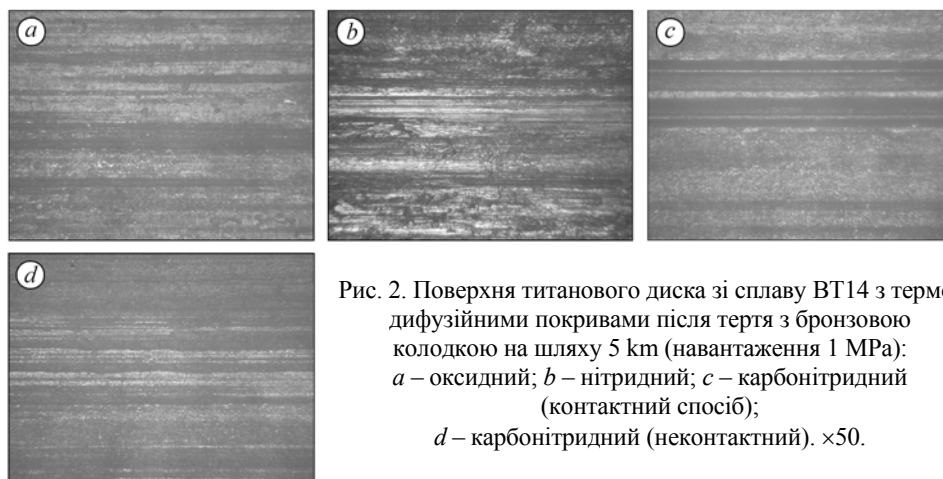 a
b
c
d
Рис. 2. Поверхня титанового диска зі сплаву ВТ14 з термо
дифузійними покривами після тертя з бронзовою
колодкою на шляху 5 km (навантаження 1 MPa):
a – оксидний; b – нітридний; c – карбонітридний
(контактний спосіб);
d – карбонітридний (неконтактний). ×50.